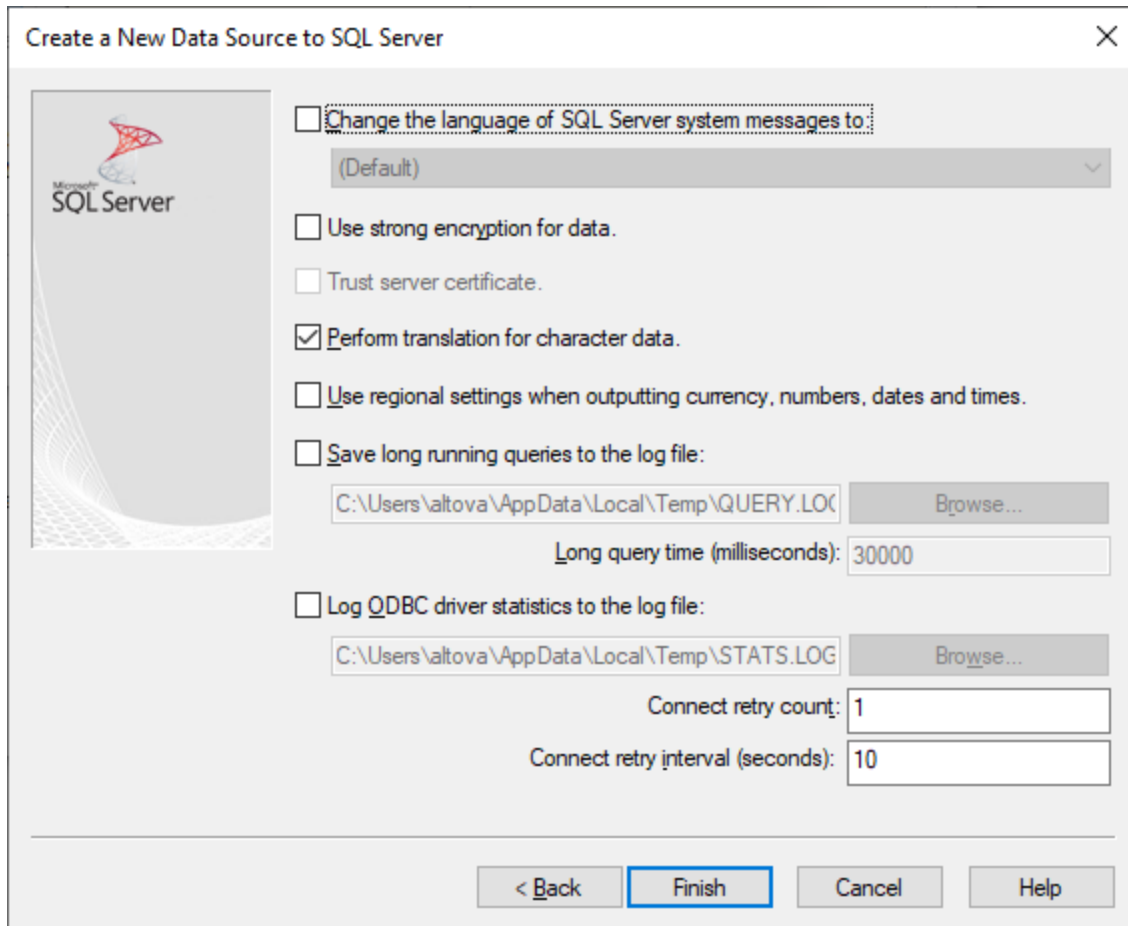 Create a New Data Source to SQL Server
Microsoft
SQL Server
Change the language of SQL Server system messages to:
(Default)
Use strong encryption for data.
Trust server certificate.
Perform translation for character data.
Use regional settings when outputting currency, numbers, dates and times.
Save long running queries to the log file:
C:\Users\altova\AppData\Local\Temp\QUERY.LO Browse...
Long query time (milliseconds): 30000
Log ODBC driver statistics to the log file:
C:\Users\altova\AppData\Local\Temp\STATS.LOG Browse...
Connect retry count: 1
Connect retry interval (seconds): 10
< Back Finish Cancel Help